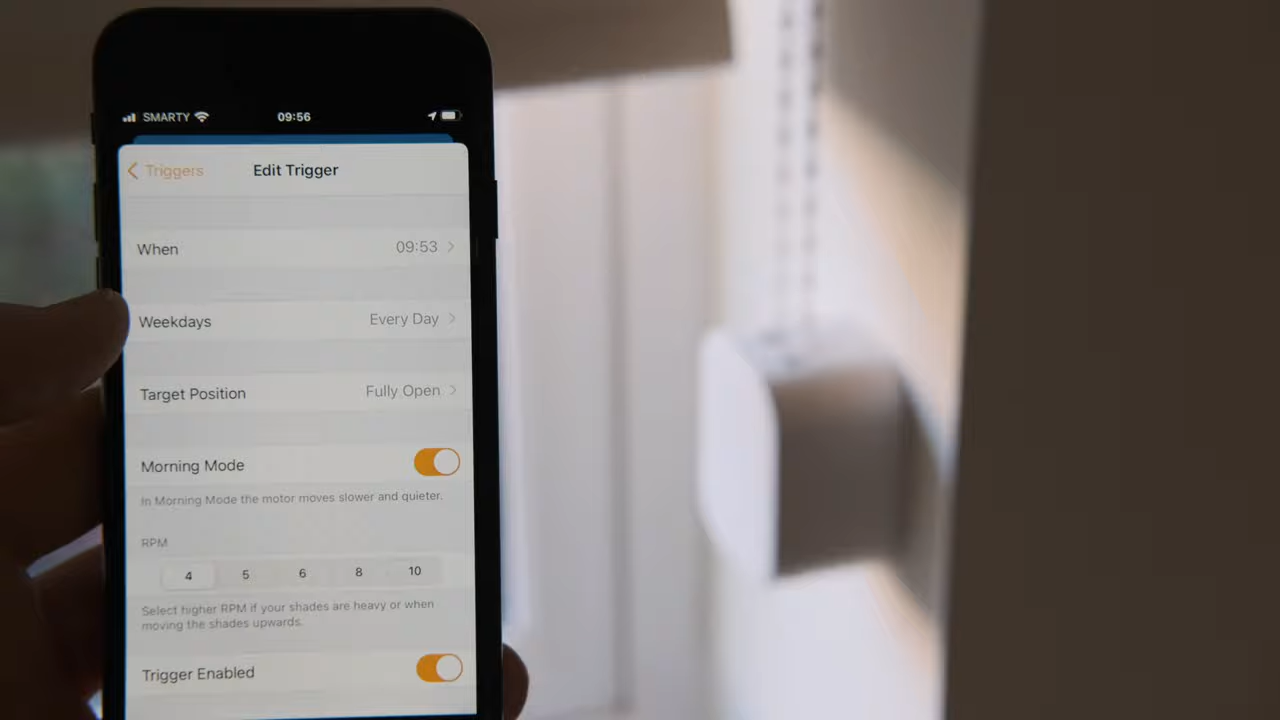 SMARTY 09:56
Triggers Edit Trigger
When 09:53
Weekdays Every Day
Target Position Fully Open
Morning Mode
In Morning Mode the motor moves slower and quieter.
RPM
4 5 6 8 10
Select higher RPM if your shades are heavy or when
moving the shades upwards.
Trigger Enabled